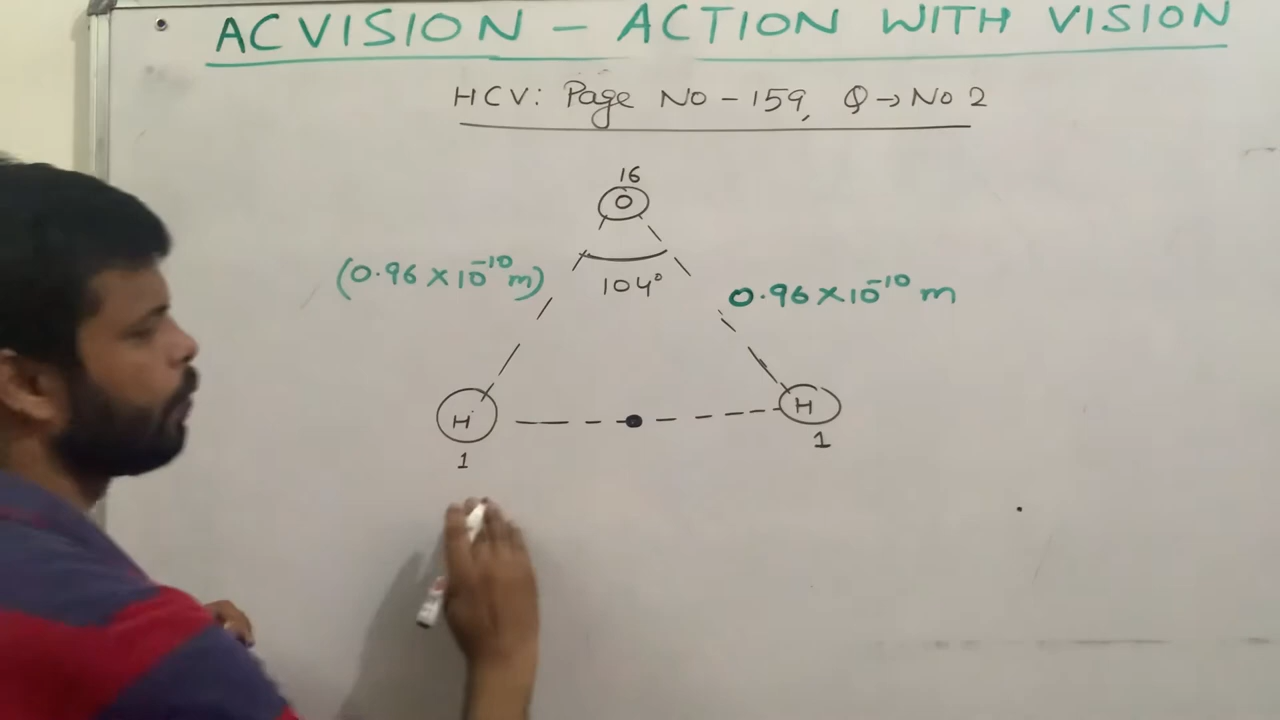 ACVISION – ACTION WITH VISION
HCV: Page No – 159, Q → No 2
16
O
(0.96 × 10⁻¹⁰ m)
104°
0.96 × 10⁻¹⁰ m
H
H
1
1